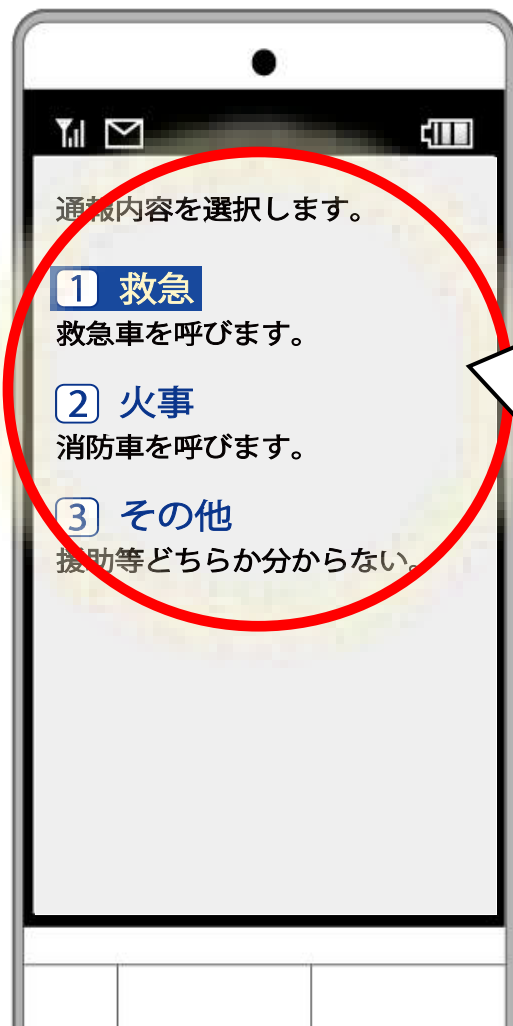 通報内容を選択します。
1 救急
救急車を呼びます。
2 火事
消防車を呼びます。
3 その他
援助等どちらか分からない。